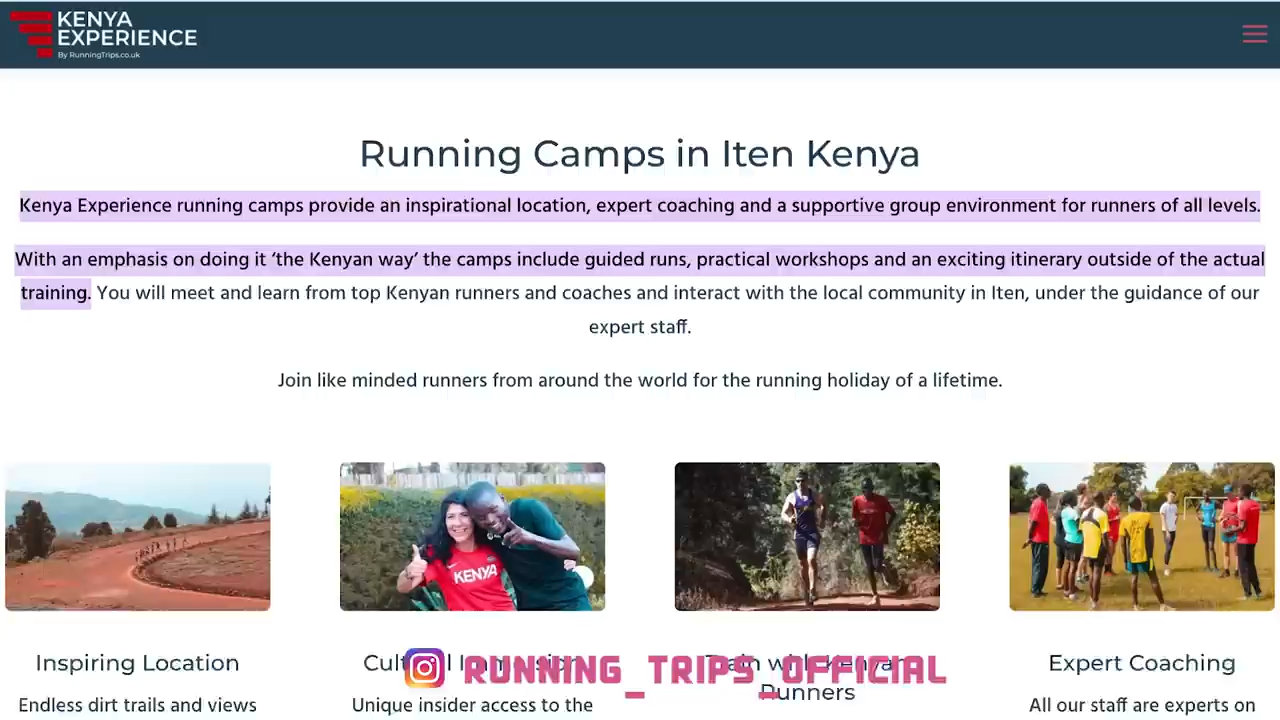 KENYA
EXPERIENCE
By RunningTrips.co.uk
Running Camps in Iten Kenya
Kenya Experience running camps provide an inspirational location, expert coaching and a supportive group environment for runners of all levels.
With an emphasis on doing it ‘the Kenyan way’ the camps include guided runs, practical workshops and an exciting itinerary outside of the actual
training. You will meet and learn from top Kenyan runners and coaches and interact with the local community in Iten, under the guidance of our
expert staff.
Join like minded runners from around the world for the running holiday of a lifetime.
KENYA
Inspiring Location
Endless dirt trails and views
Unique insider access to the
Train with Kenyan
Runners
Expert Coaching
All our staff are experts on
RUNNING_TRIPS_OFFICIAL